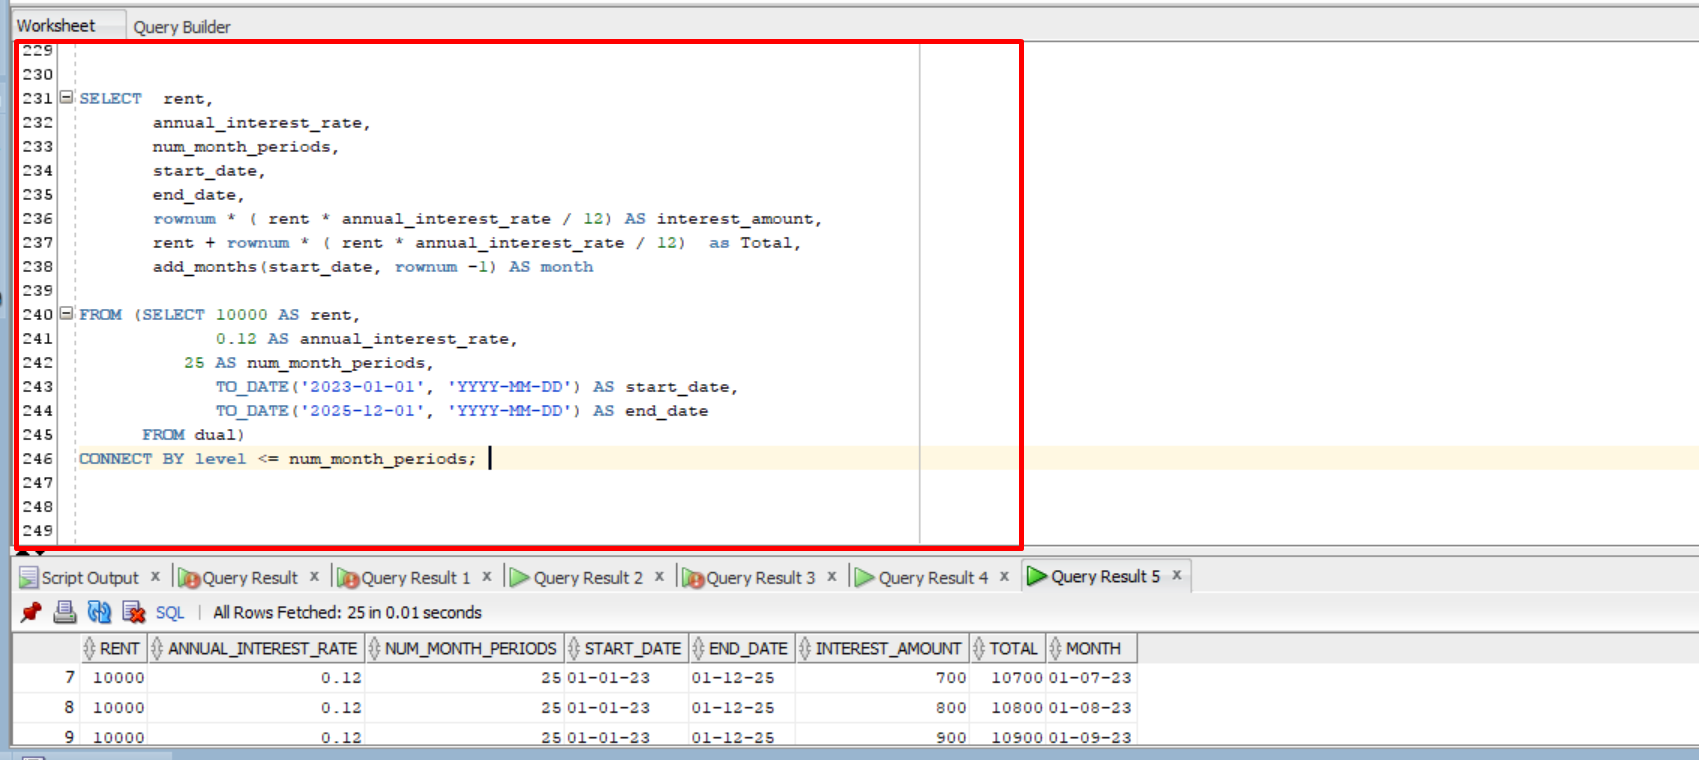 Worksheet Query Builder
229
230
231 SELECT rent,
232 annual_interest_rate,
233 num_month_periods,
234 start_date,
235 end_date,
236 rownum * ( rent * annual_interest_rate / 12) AS interest_amount,
237 rent + rownum * ( rent * annual_interest_rate / 12) as Total,
238 add_months(start_date, rownum -1) AS month
239
240 FROM (SELECT 10000 AS rent,
241 0.12 AS annual_interest_rate,
242 25 AS num_month_periods,
243 TO_DATE('2023-01-01', 'YYYY-MM-DD') AS start_date,
244 TO_DATE('2025-12-01', 'YYYY-MM-DD') AS end_date
245 FROM dual)
246 CONNECT BY level <= num_month_periods;
247
248
249
Script Output x Query Result x Query Result 1 x Query Result 2 x Query Result 3 x Query Result 4 x Query Result 5 x
SQL | All Rows Fetched: 25 in 0.01 seconds
RENT ANNUAL_INTEREST_RATE NUM_MONTH_PERIODS START_DATE END_DATE INTEREST_AMOUNT TOTAL MONTH
7 10000 0.12 25 01-01-23 01-12-25 700 10700 01-07-23
8 10000 0.12 25 01-01-23 01-12-25 800 10800 01-08-23
9 10000 0.12 25 01-01-23 01-12-25 900 10900 01-09-23